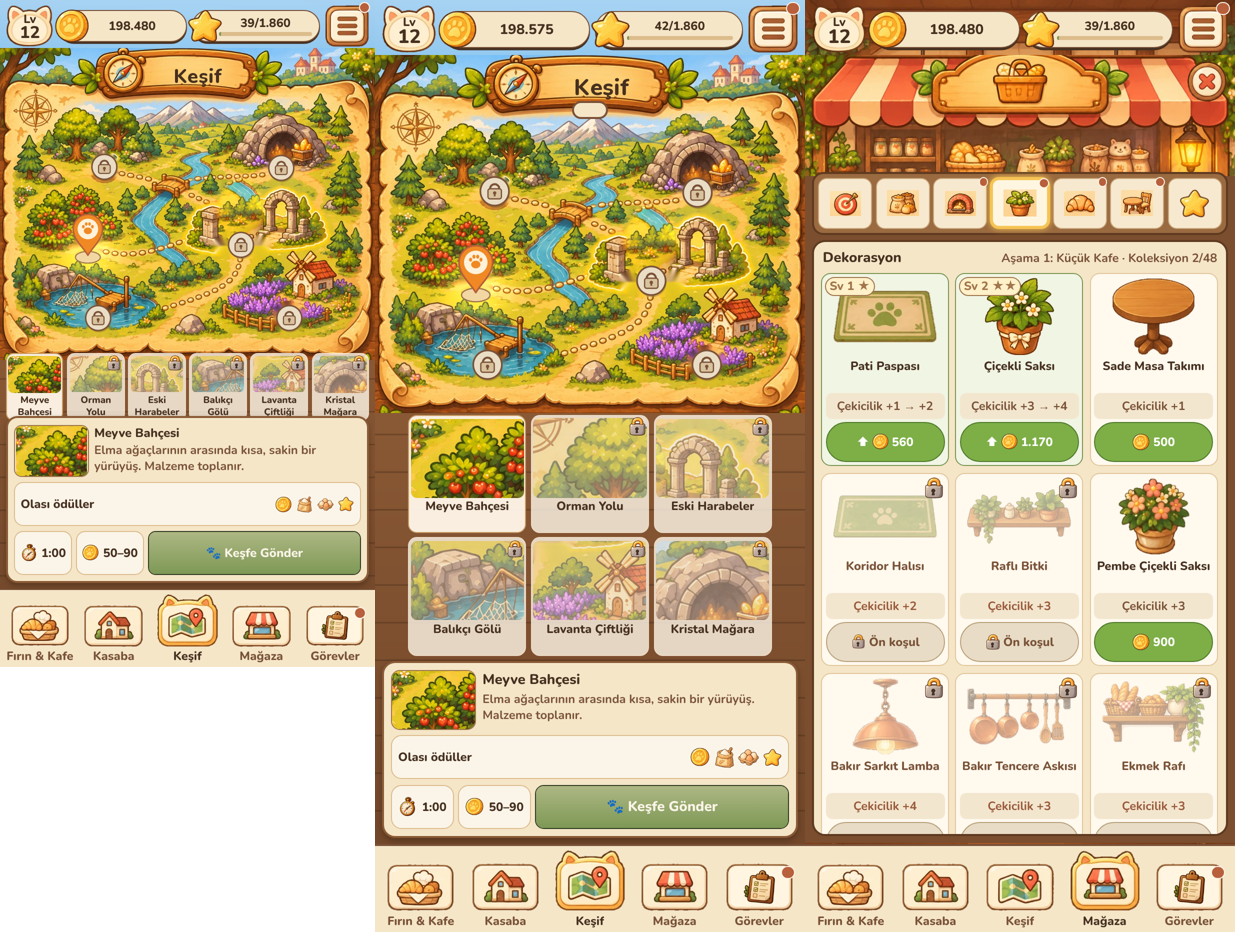 Lv
12
198.480
39/1.860
Keşif
Meyve
Bahçesi
Orman
Yolu
Eski
Harabeler
Balıkçı
Gölü
Lavanta
Çiftliği
Kristal
Mağara
Meyve Bahçesi
Elma ağaçlarının arasında kısa, sakin bir
yürüyüş. Malzeme toplanır.
Olası ödüller
1:00
50–90
Keşfe Gönder
Fırın & Kafe
Kasaba
Keşif
Mağaza
Görevler
Lv
12
198.575
42/1.860
Keşif
Meyve Bahçesi
Orman Yolu
Eski Harabeler
Balıkçı Gölü
Lavanta Çiftliği
Kristal Mağara
Meyve Bahçesi
Elma ağaçlarının arasında kısa, sakin bir yürüyüş.
Malzeme toplanır.
Olası ödüller
1:00
50–90
Keşfe Gönder
Fırın & Kafe
Kasaba
Keşif
Mağaza
Görevler
Lv
12
198.480
39/1.860
Dekorasyon
Aşama 1: Küçük Kafe · Koleksiyon 2/48
Sv 1 ★
Pati Paspası
Çekicilik +1 → +2
560
Sv 2 ★★
Çiçekli Saksı
Çekicilik +3 → +4
1.170
Sade Masa Takımı
Çekicilik +1
500
Koridor Halısı
Çekicilik +2
Ön koşul
Raflı Bitki
Çekicilik +3
Ön koşul
Pembe Çiçekli Saksı
Çekicilik +3
900
Bakır Sarkıt Lamba
Çekicilik +4
Bakır Tencere Askısı
Çekicilik +3
Ekmek Rafı
Çekicilik +3
Fırın & Kafe
Kasaba
Keşif
Mağaza
Görevler